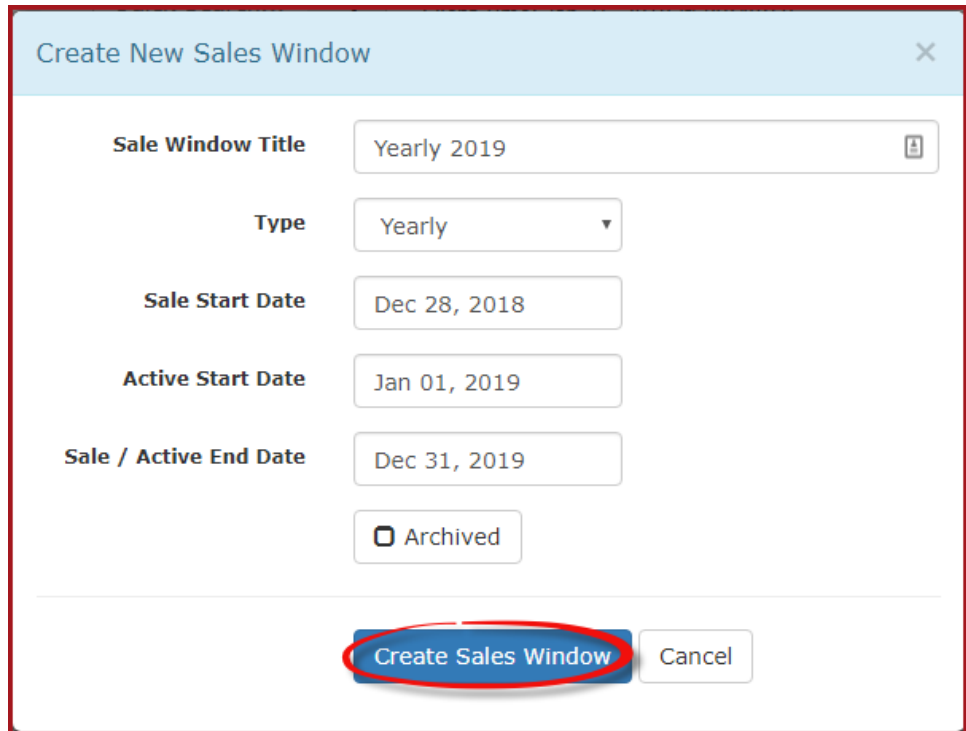 Create New Sales Window ×
Sale Window Title Yearly 2019
Type Yearly
Sale Start Date Dec 28, 2018
Active Start Date Jan 01, 2019
Sale / Active End Date Dec 31, 2019
Archived
Create Sales Window Cancel